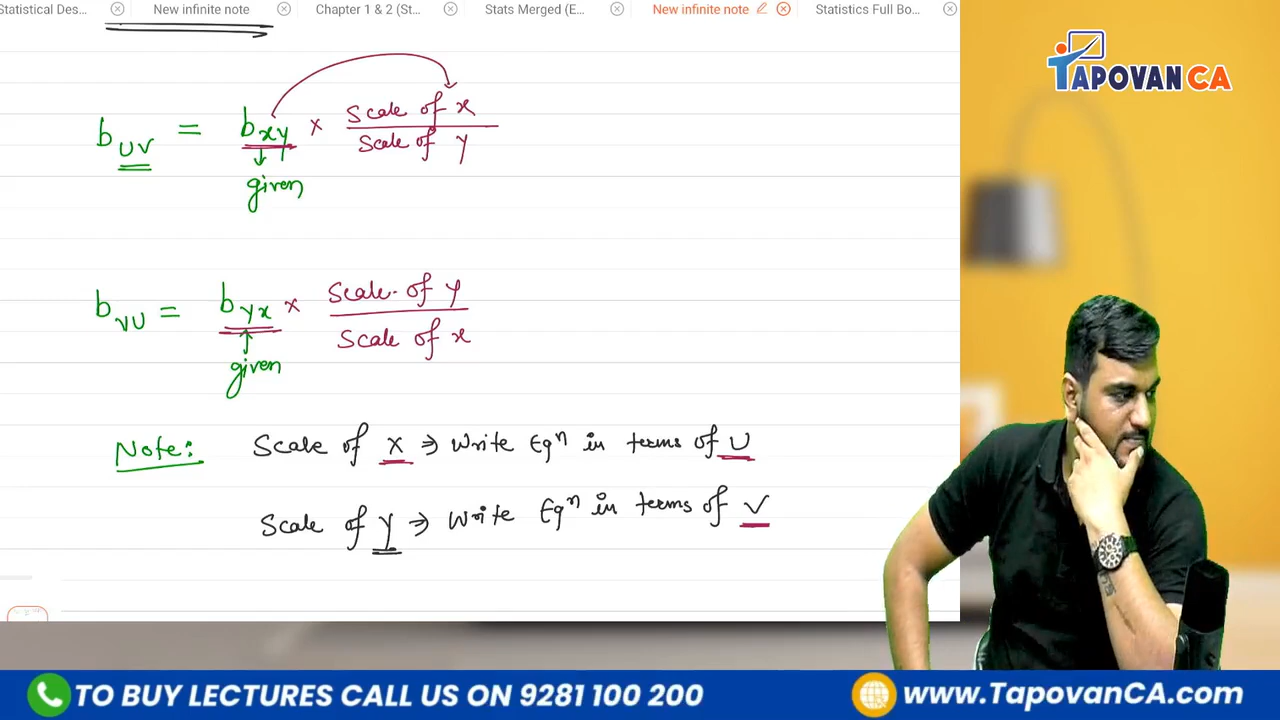 Statistical Des...
New infinite note
Chapter 1 & 2 (St...
Stats Merged (E...
New infinite note
Statistics Full Bo...
TAPOVAN CA
b_UV = b_xy × Scale of x / Scale of y
given
b_VU = b_yx × Scale of y / Scale of x
given
Note: Scale of x ⇒ Write Eqⁿ in terms of U
Scale of y ⇒ Write Eqⁿ in terms of V
TO BUY LECTURES CALL US ON 9281 100 200
www.TapovanCA.com